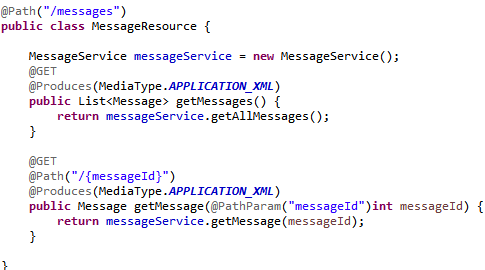 @Path("/messages")
public class MessageResource {
MessageService messageService = new MessageService();
@GET
@Produces(MediaType.APPLICATION_XML)
public List<Message> getMessages() {
return messageService.getAllMessages();
}
@GET
@Path("/{messageId}")
@Produces(MediaType.APPLICATION_XML)
public Message getMessage(@PathParam("messageId")int messageId) {
return messageService.getMessage(messageId);
}
}